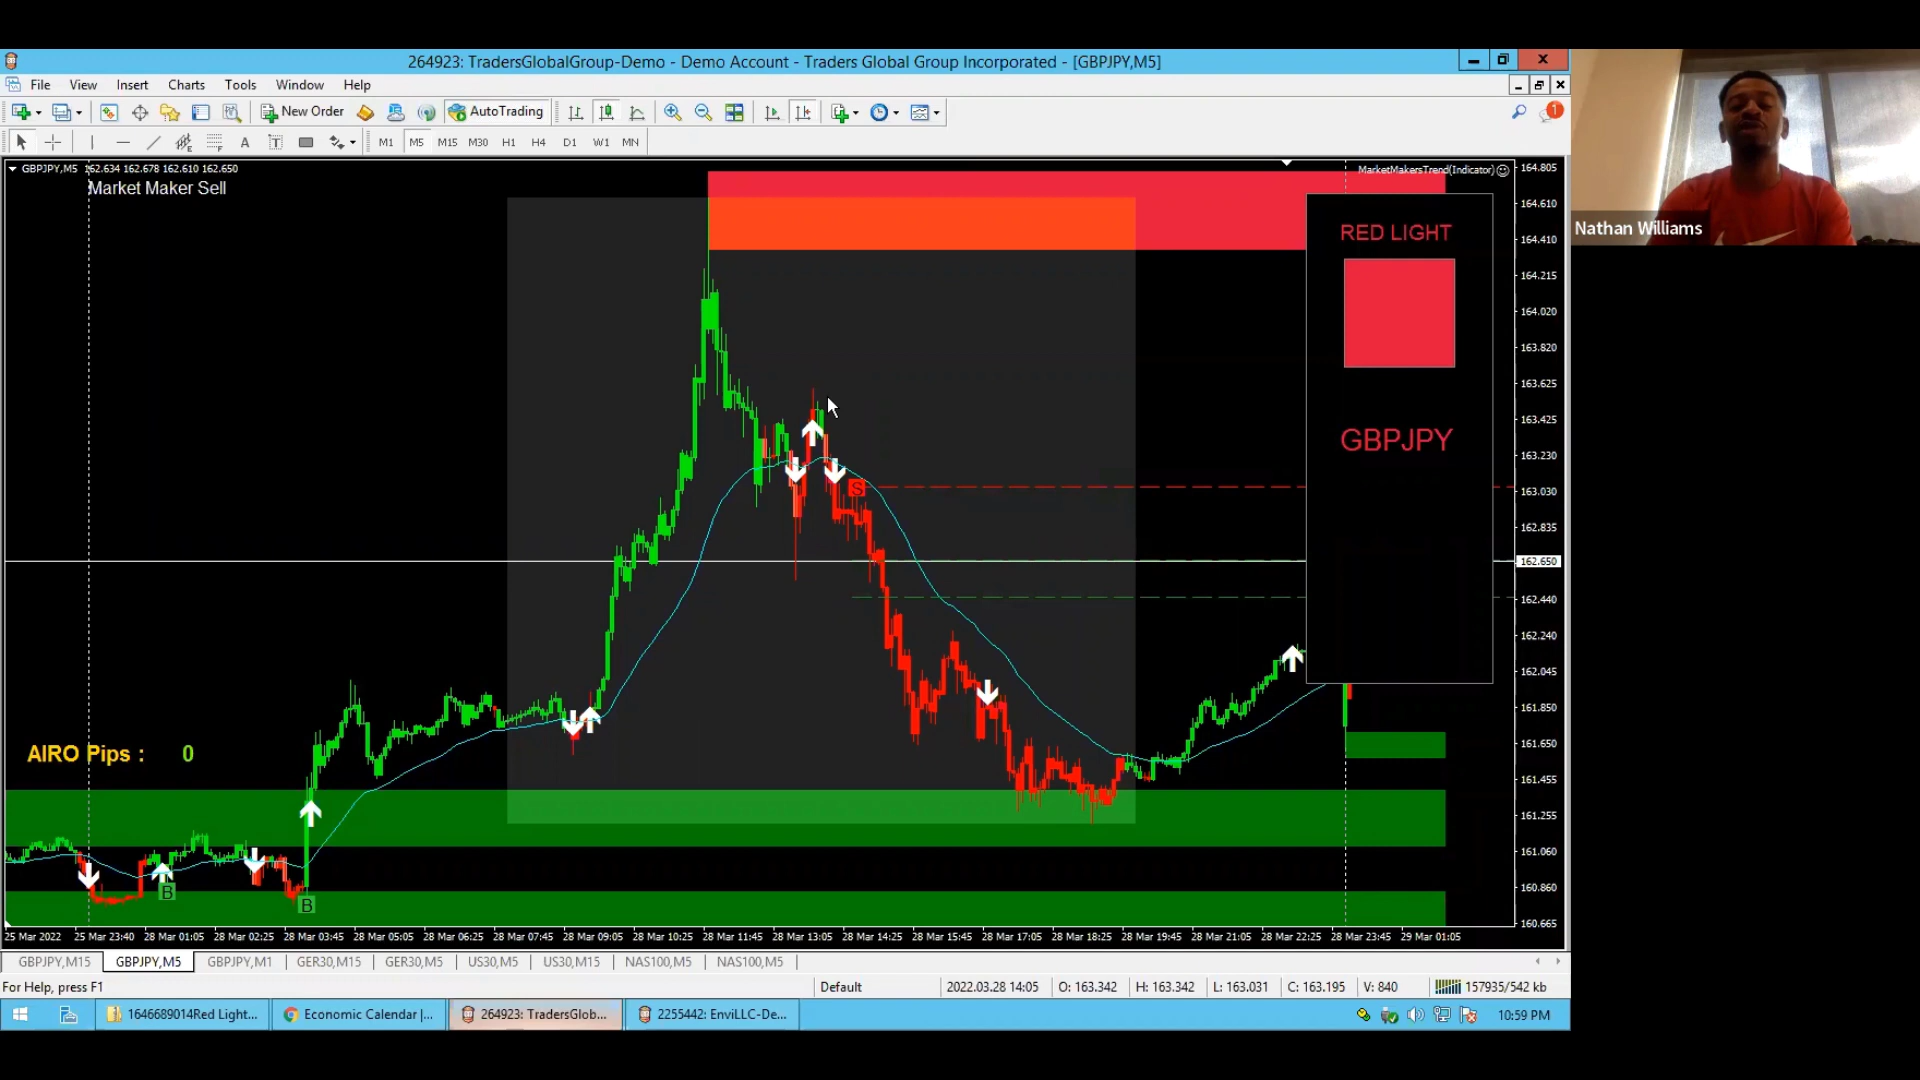 264923: TradersGlobalGroup-Demo - Demo Account - Traders Global Group Incorporated - [GBPJPY,M5]
File View Insert Charts Tools Window Help
New Order AutoTrading 1
A T M1 M5 M15 M30 H1 H4 D1 W1 MN
GBPJPY,M5 162.634 162.678 162.610 162.650
MarketMakersTrend(Indicator)
Market Maker Sell
RED LIGHT
GBPJPY
S
B
B
AIRO Pips : 0
164.805
164.610
164.410
164.215
164.020
163.820
163.625
163.425
163.230
163.030
162.835
162.650
162.440
162.240
162.045
161.850
161.650
161.455
161.255
161.060
160.860
160.665
25 Mar 2022 25 Mar 23:40 28 Mar 01:05 28 Mar 02:25 28 Mar 03:45 28 Mar 05:05 28 Mar 06:25 28 Mar 07:45 28 Mar 09:05 28 Mar 10:25 28 Mar 11:45 28 Mar 13:05 28 Mar 14:25 28 Mar 15:45 28 Mar 17:05 28 Mar 18:25 28 Mar 19:45 28 Mar 21:05 28 Mar 22:25 28 Mar 23:45 29 Mar 01:05
GBPJPY,M15 GBPJPY,M5 GBPJPY,M1 GER30,M15 GER30,M5 US30,M5 US30,M15 NAS100,M5 NAS100,M5
For Help, press F1 Default 2022.03.28 14:05 O: 163.342 H: 163.342 L: 163.031 C: 163.195 V: 840 157935/542 kb
1646689014Red Light... Economic Calendar |... 264923: TradersGlob... 2255442: EnviLLC-De... 10:59 PM
Nathan Williams